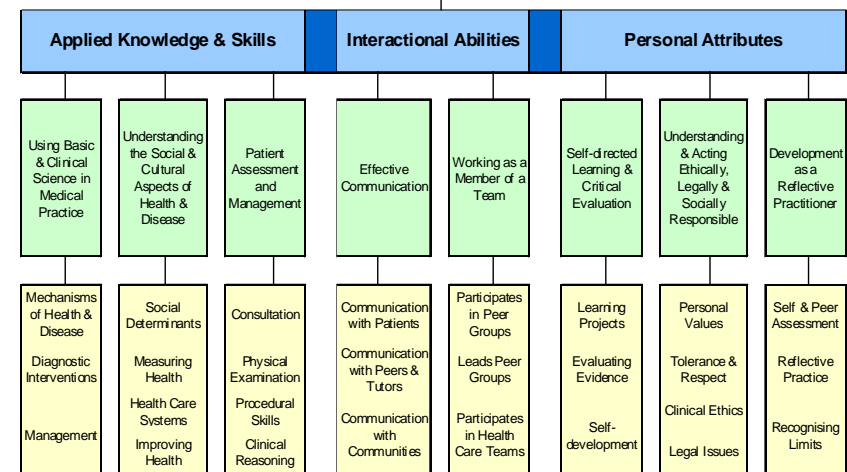 Applied Knowledge & Skills
Interactional Abilities
Personal Attributes
Using Basic
& Clinical
Science in
Medical
Practice
Understanding
the Social &
Cultural
Aspects of
Health &
Disease
Patient
Assessment
and
Management
Effective
Communication
Working as a
Member of a
Team
Self-directed
Learning &
Critical
Evaluation
Understanding
& Acting
Ethically,
Legally &
Socially
Responsible
Development
as a
Reflective
Practitioner
Mechanisms
of Health &
Disease
Diagnostic
Interventions
Management
Social
Determinants
Measuring
Health
Health Care
Systems
Improving
Health
Consultation
Physical
Examination
Procedural
Skills
Clinical
Reasoning
Communication
with Patients
Communication
with Peers &
Tutors
Communication
with
Communities
Participates
in Peer
Groups
Leads Peer
Groups
Participates
in Health
Care Teams
Learning
Projects
Evaluating
Evidence
Self-
development
Personal
Values
Tolerance &
Respect
Clinical Ethics
Legal Issues
Self & Peer
Assessment
Reflective
Practice
Recognising
Limits